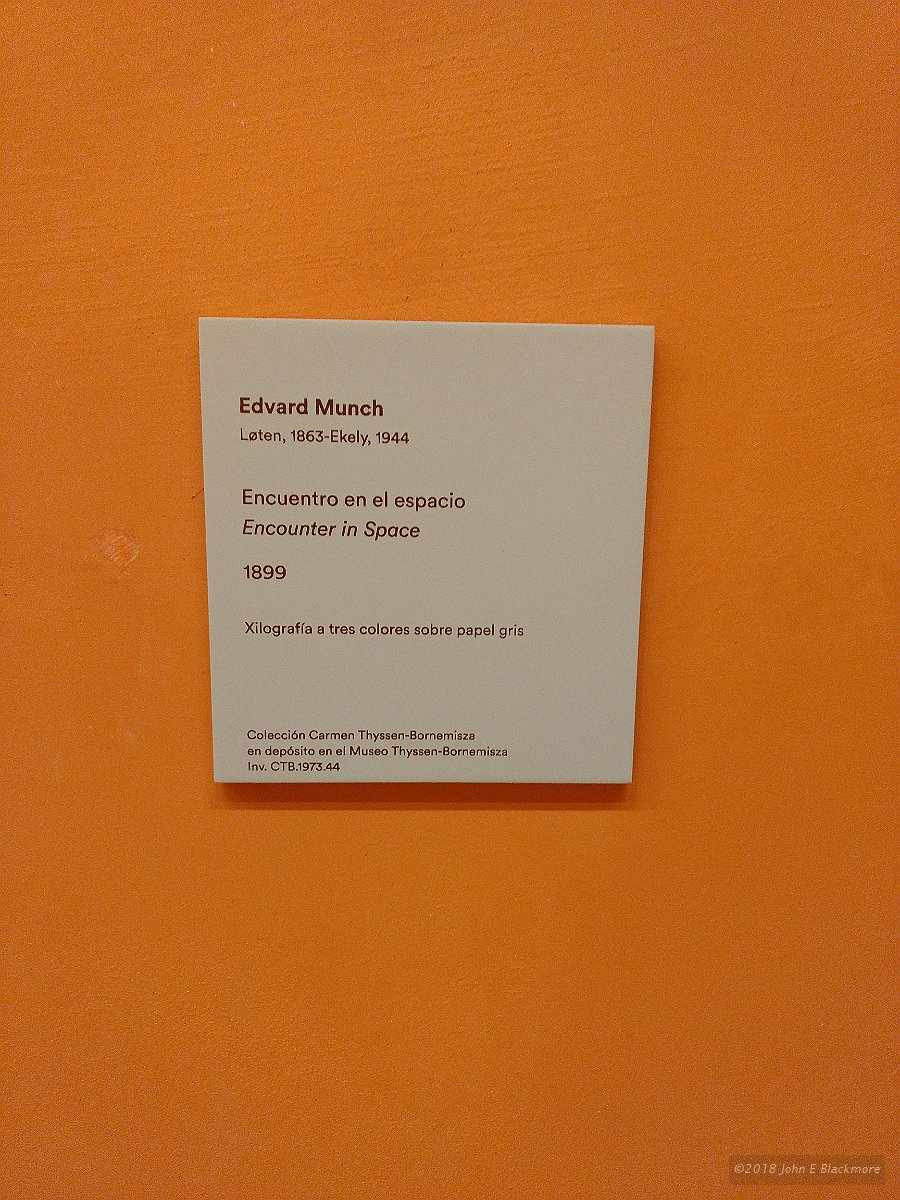 Edvard Munch
Løten, 1863-Ekely, 1944
Encuentro en el espacio
Encounter in Space
1899
Xilografía a tres colores sobre papel gris
Colección Carmen Thyssen-Bornemisza
en depósito en el Museo Thyssen-Bornemisza
Inv. CTB.1973.44
©2018 John E Blackmore